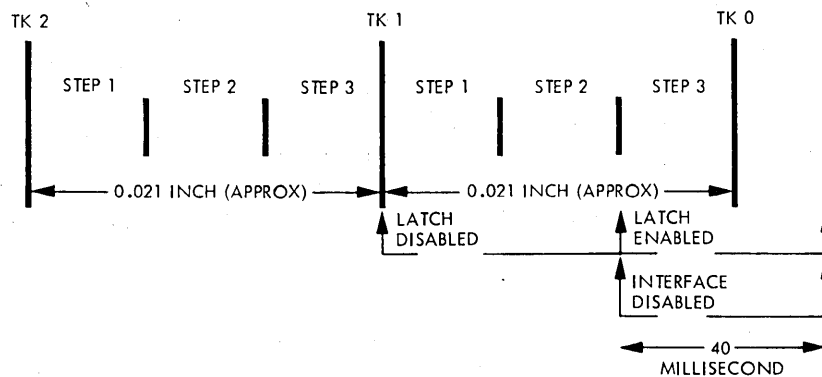 TK 2 TK 1 TK 0
STEP 1 STEP 2 STEP 3 STEP 1 STEP 2 STEP 3
0.021 INCH (APPROX) 0.021 INCH (APPROX)
LATCH DISABLED
LATCH ENABLED
INTERFACE DISABLED
40
MILLISECOND